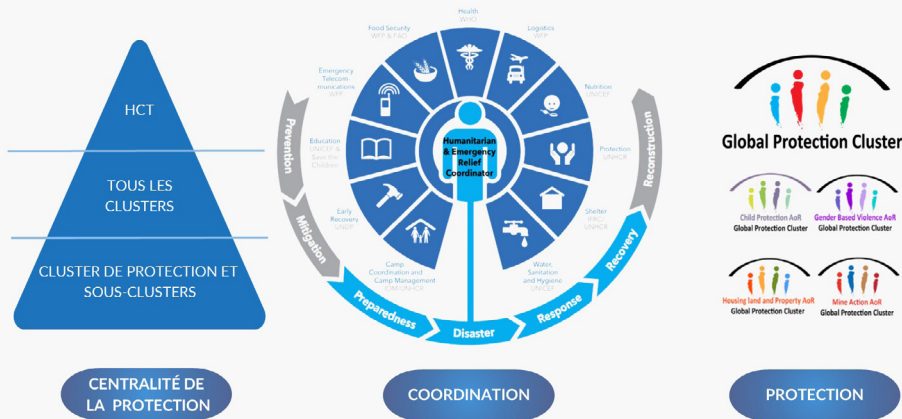 HCT
TOUS LES
CLUSTERS
CLUSTER DE PROTECTION ET
SOUS-CLUSTERS
CENTRALITÉ DE
LA PROTECTION
Health
WHO
Food Security
WFP & FAO
Logistics
WFP
Emergency
Telecom
munications
WFP
Nutrition
UNICEF
Education
UNICEF &
Save the
Children
Protection
UNHCR
Early
Recovery
UNDP
Shelter
IFRC/
UNHCR
Camp
Coordination and
Camp Management
IOM/UNHCR
Water,
Sanitation
and Hygiene
UNICEF
Humanitarian
& Emergency
Relief
Coordinator
Prevention
Mitigation
Preparedness
Disaster
Response
Recovery
Reconstruction
COORDINATION
Global Protection Cluster
Child Protection AoR
Global Protection Cluster
Gender Based Violence AoR
Global Protection Cluster
Housing land and Property AoR
Global Protection Cluster
Mine Action AoR
Global Protection Cluster
PROTECTION